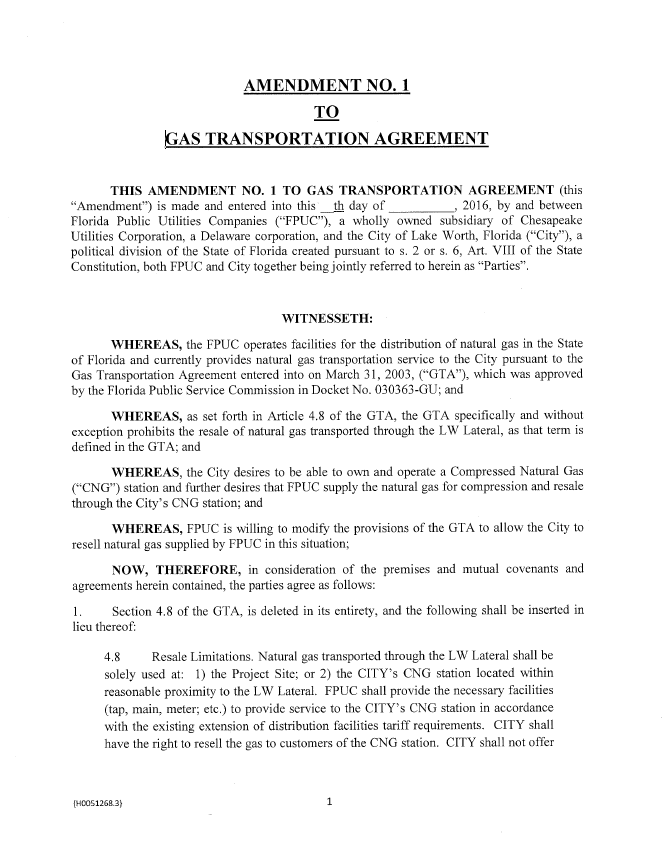 AMENDMENT NO. 1
TO
GAS TRANSPORTATION AGREEMENT
THIS AMENDMENT NO. 1 TO GAS TRANSPORTATION AGREEMENT (this
“Amendment”) is made and entered into this __th day of __________, 2016, by and between
Florida Public Utilities Companies (“FPUC”), a wholly owned subsidiary of Chesapeake
Utilities Corporation, a Delaware corporation, and the City of Lake Worth, Florida (“City”), a
political division of the State of Florida created pursuant to s. 2 or s. 6, Art. VIII of the State
Constitution, both FPUC and City together being jointly referred to herein as “Parties”.
WITNESSETH:
WHEREAS, the FPUC operates facilities for the distribution of natural gas in the State
of Florida and currently provides natural gas transportation service to the City pursuant to the
Gas Transportation Agreement entered into on March 31, 2003, (“GTA”), which was approved
by the Florida Public Service Commission in Docket No. 030363-GU; and
WHEREAS, as set forth in Article 4.8 of the GTA, the GTA specifically and without
exception prohibits the resale of natural gas transported through the LW Lateral, as that term is
defined in the GTA; and
WHEREAS, the City desires to be able to own and operate a Compressed Natural Gas
(“CNG”) station and further desires that FPUC supply the natural gas for compression and resale
through the City’s CNG station; and
WHEREAS, FPUC is willing to modify the provisions of the GTA to allow the City to
resell natural gas supplied by FPUC in this situation;
NOW, THEREFORE, in consideration of the premises and mutual covenants and
agreements herein contained, the parties agree as follows:
1. Section 4.8 of the GTA, is deleted in its entirety, and the following shall be inserted in
lieu thereof:
4.8 Resale Limitations. Natural gas transported through the LW Lateral shall be
solely used at: 1) the Project Site; or 2) the CITY’s CNG station located within
reasonable proximity to the LW Lateral. FPUC shall provide the necessary facilities
(tap, main, meter; etc.) to provide service to the CITY’s CNG station in accordance
with the existing extension of distribution facilities tariff requirements. CITY shall
have the right to resell the gas to customers of the CNG station. CITY shall not offer
{H0051268.3}
1